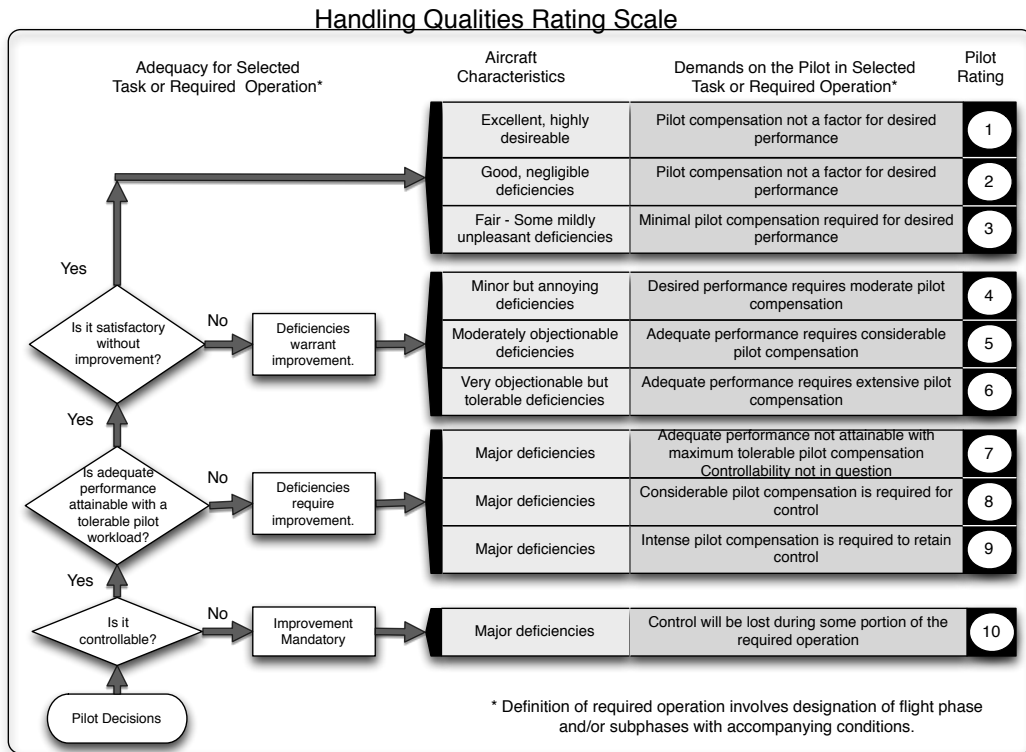 Handling Qualities Rating Scale
Adequacy for Selected
Task or Required Operation*
Aircraft
Characteristics
Demands on the Pilot in Selected
Task or Required Operation*
Pilot
Rating
Excellent, highly
desireable
Pilot compensation not a factor for desired
performance
1
Good, negligible
deficiencies
Pilot compensation not a factor for desired
performance
2
Fair - Some mildly
unpleasant deficiencies
Minimal pilot compensation required for desired
performance
3
Yes
Is it satisfactory
without
improvement?
No
Deficiencies
warrant
improvement.
Minor but annoying
deficiencies
Desired performance requires moderate pilot
compensation
4
Moderately objectionable
deficiencies
Adequate performance requires considerable
pilot compensation
5
Very objectionable but
tolerable deficiencies
Adequate performance requires extensive pilot
compensation
6
Yes
Is adequate
performance
attainable with a
tolerable pilot
workload?
No
Deficiencies
require
improvement.
Major deficiencies
Adequate performance not attainable with
maximum tolerable pilot compensation
Controllability not in question
7
Major deficiencies
Considerable pilot compensation is required for
control
8
Major deficiencies
Intense pilot compensation is required to retain
control
9
Yes
Is it
controllable?
No
Improvement
Mandatory
Major deficiencies
Control will be lost during some portion of the
required operation
10
Pilot Decisions
* Definition of required operation involves designation of flight phase
and/or subphases with accompanying conditions.